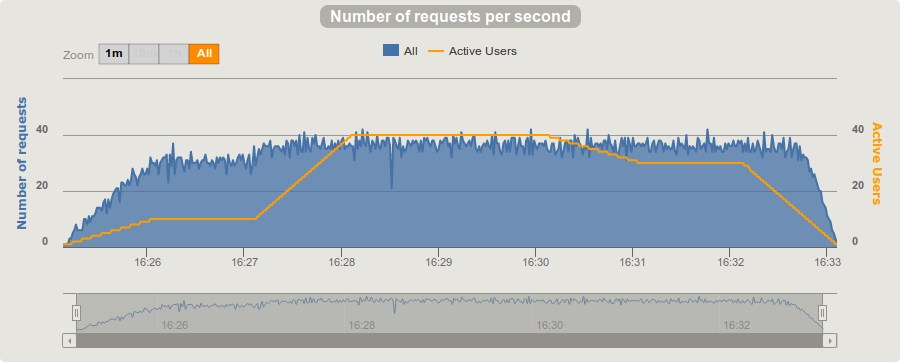 Number of requests per second
Zoom 1m 10m 1h All
All Active Users
Number of requests
Active Users
40 40
20 20
0 0
16:26 16:27 16:28 16:29 16:30 16:31 16:32 16:33
16:26 16:28 16:30 16:32